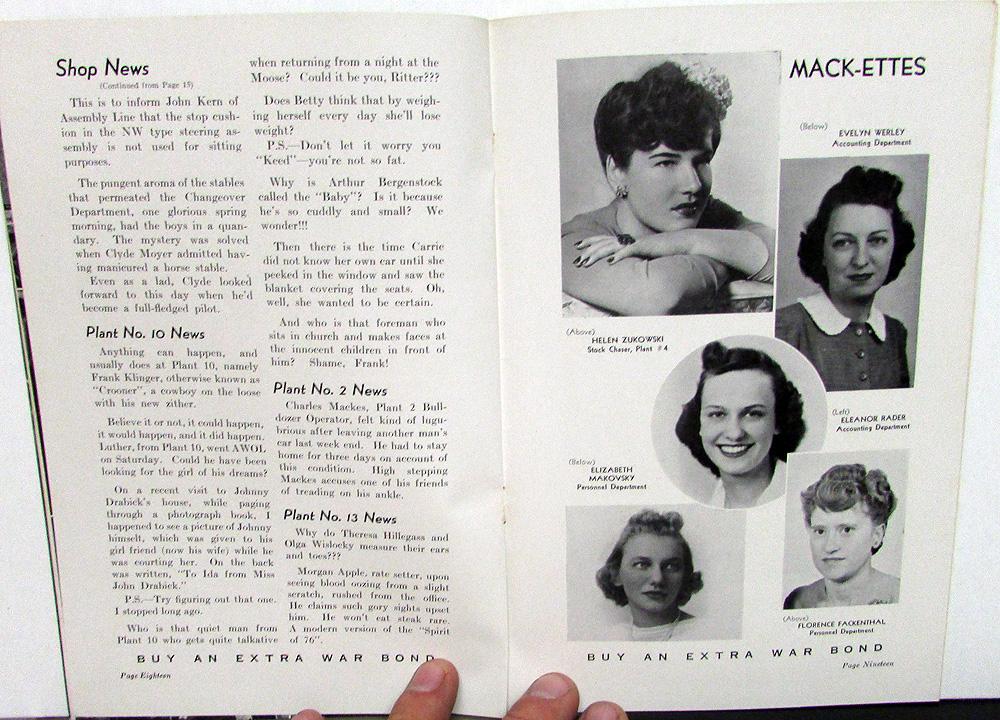 Shop News
(Continued from Page 15)
This is to inform John Kern of
Assembly Line that the stop cush-
ion in the NW type steering as-
sembly is not used for sitting
purposes.
The pungent aroma of the stables
that permeated the Changeover
Department, one glorious spring
morning, had the boys in a quan-
dary. The mystery was solved
when Clyde Moyer admitted hav-
ing manicured a horse stable.
Even as a lad, Clyde looked
forward to this day when he'd
become a full-fledged pilot.
Plant No. 10 News
Anything can happen, and
usually does at Plant 10, namely
Frank Klinger, otherwise known as
"Crooner", a cowboy on the loose
with his new zither.
Believe it or not, it could happen,
it would happen, and it did happen.
Luther, from Plant 10, went AWOL
on Saturday. Could he have been
looking for the girl of his dreams?
On a recent visit to Johnny
Drabick's house, while paging
through a photograph book, I
happened to see a picture of Johnny
himself, which was given to his
girl friend (now his wife) while he
was courting her. On the back
was written, "To Ida from Miss
John Drabick."
P.S.—Try figuring out that one.
I stopped long ago.
Who is that quiet man from
Plant 10 who gets quite talkative
when returning from a night at the
Moose? Could it be you, Ritter???
Does Betty think that by weigh-
ing herself every day she'll lose
weight?
P.S.—Don't let it worry you
"Keed"—you're not so fat.
Why is Arthur Bergenstock
called the "Baby"? Is it because
he's so cuddly and small? We
wonder!!!
Then there is the time Carrie
did not know her own car until she
peeked in the window and saw the
blanket covering the seats. Oh,
well, she wanted to be certain.
And who is that foreman who
sits in church and makes faces at
the innocent children in front of
him? Shame, Frank!
Plant No. 2 News
Charles Mackes, Plant 2 Bull-
dozer Operator, felt kind of lugu-
brious after leaving another man's
car last week end. He had to stay
home for three days on account of
this condition. High stepping
Mackes accuses one of his friends
of treading on his ankle.
Plant No. 13 News
Why do Theresa Hillegass and
Olga Wislocky measure their ears
and toes???
Morgan Apple, rate setter, upon
seeing blood oozing from a slight
scratch, rushed from the office.
He claims such gory sights upset
him. He won't eat steak rare.
A modern version of the "Spirit
of 76".
BUY AN EXTRA WAR BOND
Page Eighteen
MACK-ETTES
(Below)
EVELYN WERLEY
Accounting Department
(Above)
HELEN ZUKOWSKI
Stock Chaser, Plant #4
(Left)
ELEANOR RADER
Accounting Department
(Below)
ELIZABETH
MAKOVSKY
Personnel Department
(Above)
FLORENCE FACKENTHAL
Personnel Department
BUY AN EXTRA WAR BOND
Page Nineteen